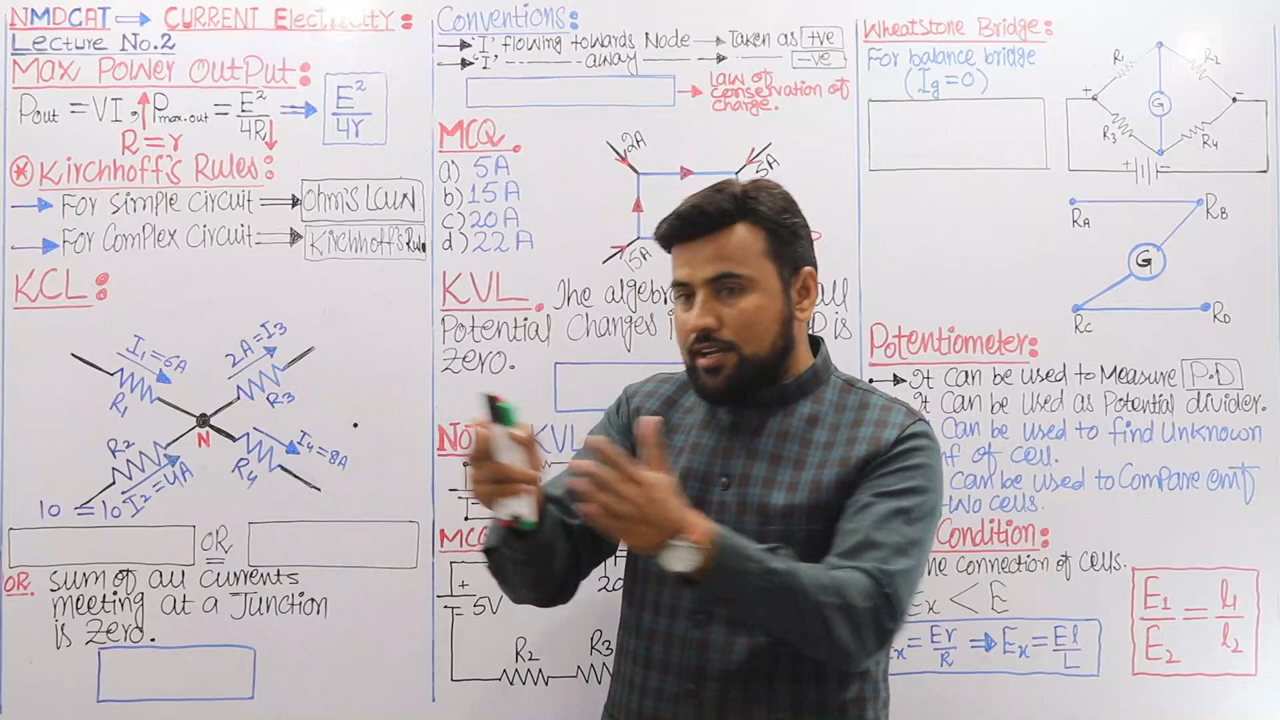 NMDCAT ⟹ CURRENT ElectRiCitY:
Lecture No.2
Max Power OutPut:
Pout = VI, Pmax.out = E²/4R ⟹ E²/4r
R = r
Kirchhoff's Rules:
→ For Simple Circuit ⟹ Ohm's Law
→ For Complex Circuit ⟹ Kirchhoff's Rul
KCL:
I₁=6A
2A=I₃
R₁
R₃
N
R₂
R₄
I₄=8A
I₂=4A
10 = 10
OR
OR. Sum of all currents
meeting at a Junction
is Zero.
Conventions:
→ 'I' flowing towards Node → Taken as +ve
→ 'I' away −ve
→ law of
conservation of
charge.
MCQ.
a) 5A
b) 15A
c) 20A
d) 22A
2A
5A
15A
KVL. The algeb
Potential Changes is
zero.
KVL
MCQ
+
5V
R₂
R₃
Wheatstone Bridge:
For balance bridge
(Ig=0)
R₁
R₂
+
G
−
R₃
R₄
+ −
RA
RB
G
RC
RD
Potentiometer:
→ It can be used to Measure P.D
It can be used as Potential divider.
can be used to find Unknown
of cell.
can be used to Compare emf
cells.
Condition:
connection of cells.
Ex < E
= Er/R ⟹ Ex = El/L
E₁/E₂ = l₁/l₂